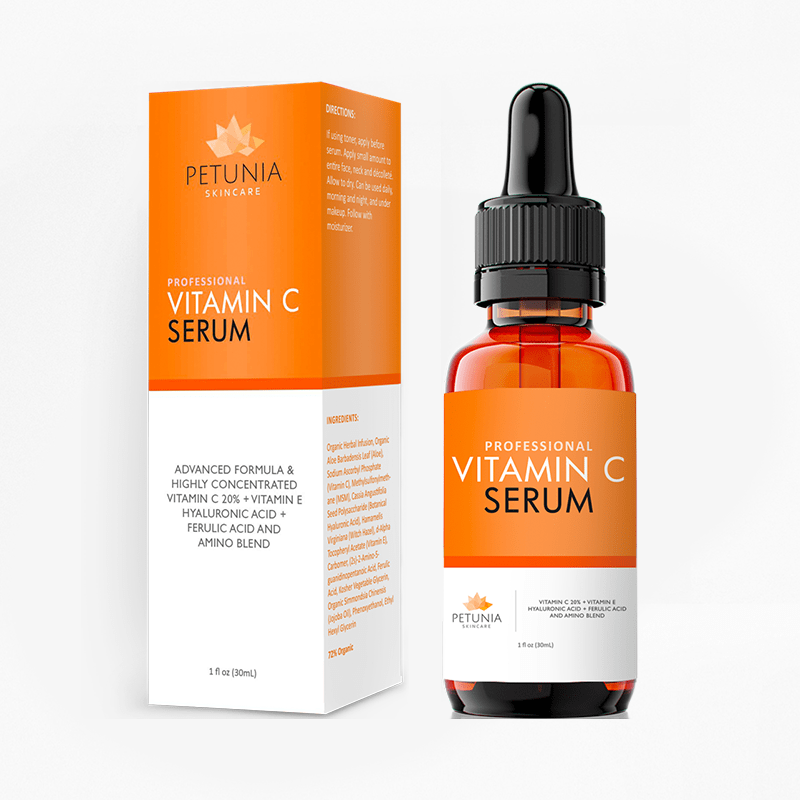 PETUNIA
SKINCARE
PROFESSIONAL
VITAMIN C
SERUM
ADVANCED FORMULA &
HIGHLY CONCENTRATED
VITAMIN C 20% + VITAMIN E
HYALURONIC ACID +
FERULIC ACID AND
AMINO BLEND
1 fl oz (30mL)
DIRECTIONS:
If using toner, apply before
serum. Apply small amount to
entire face, neck and décolleté.
Allow to dry. Can be used daily,
morning and night, and under
makeup. Follow with
moisturizer.
INGREDIENTS:
Organic Herbal Infusion, Organic
Aloe Barbadensis Leaf (Aloe),
Sodium Ascorbyl Phosphate
(Vitamin C), Methylsulfonylmeth-
ane (MSM), Cassia Angustifolia
Seed Polysaccharide (Botanical
Hyaluronic Acid), Hamamelis
Virginiana (Witch Hazel), d-Alpha
Tocopheryl Acetate (Vitamin E),
Carbomer, (2s)-2-Amino-5-
guanidinopentanoic Acid, Ferulic
Acid, Kosher Vegetable Glycerin,
Organic Simmondsia Chinensis
(Jojoba Oil), Phenoxyethanol, Ethyl
Hexyl Glycerin
72% Organic
PROFESSIONAL
VITAMIN C
SERUM
PETUNIA
SKINCARE
VITAMIN C 20% + VITAMIN E
HYALURONIC ACID + FERULIC ACID
AND AMINO BLEND
1 fl oz (30mL)